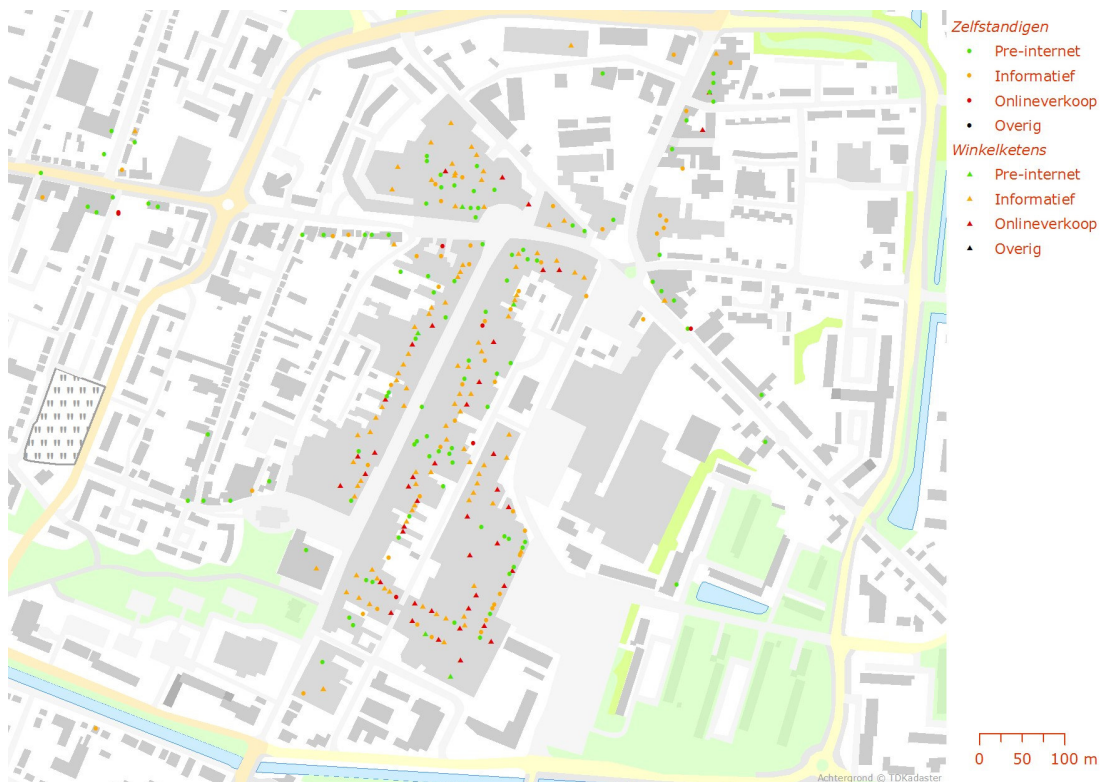 Zelfstandigen
Pre-internet
Informatief
Onlineverkoop
Overig
Winkelketens
Pre-internet
Informatief
Onlineverkoop
Overig
0 50 100 m
Achtergrond © TDKadaster